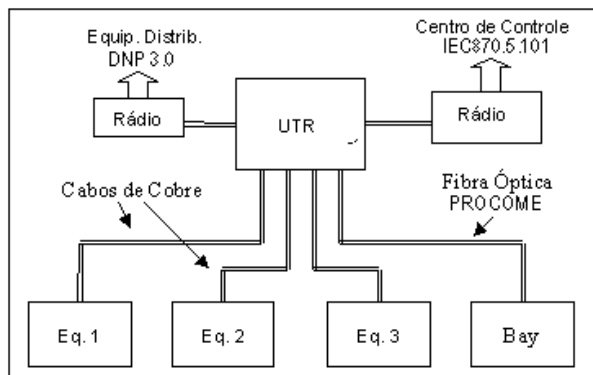 Equip. Distrib.
DNP 3.0
Centro de Controle
IEC870.5.101
Rádio
UTR
Rádio
Cabos de Cobre
Fibra Óptica
PROCOME
Eq. 1
Eq. 2
Eq. 3
Bay